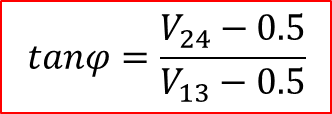 tanφ = (V₂₄ − 0.5) / (V₁₃ − 0.5)